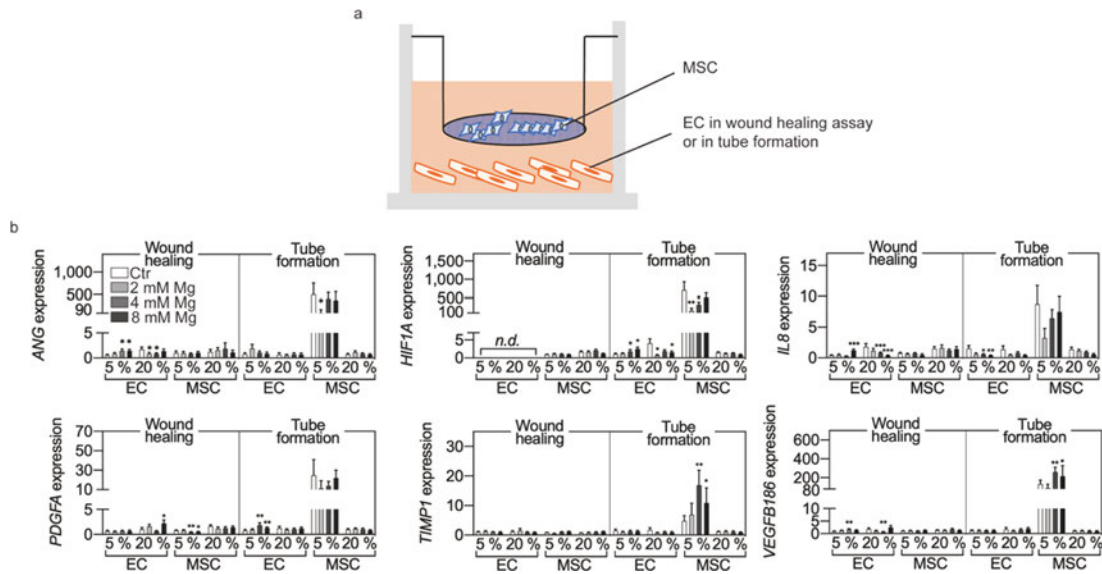 a
MSC
EC in wound healing assay
or in tube formation
b
Wound healing
Tube formation
1,000
500
90
5
0
ANG expression
Ctr
2 mM Mg
4 mM Mg
8 mM Mg
* * * * * *
5 % 20 % 5 % 20 % 5 % 20 % 5 % 20 %
EC MSC EC MSC
Wound healing
Tube formation
1,500
1,000
500
100
5
0
HIF1A expression
n.d.
5 % 20 % 5 % 20 % 5 % 20 % 5 % 20 %
EC MSC EC MSC
Wound healing
Tube formation
15
10
5
0
IL8 expression
5 % 20 % 5 % 20 % 5 % 20 % 5 % 20 %
EC MSC EC MSC
Wound healing
Tube formation
70
50
30
10
5
0
PDGFA expression
5 % 20 % 5 % 20 % 5 % 20 % 5 % 20 %
EC MSC EC MSC
Wound healing
Tube formation
30
20
10
0
TIMP1 expression
5 % 20 % 5 % 20 % 5 % 20 % 5 % 20 %
EC MSC EC MSC
Wound healing
Tube formation
600
400
200
80
10
5
0
VEGFB186 expression
5 % 20 % 5 % 20 % 5 % 20 % 5 % 20 %
EC MSC EC MSC